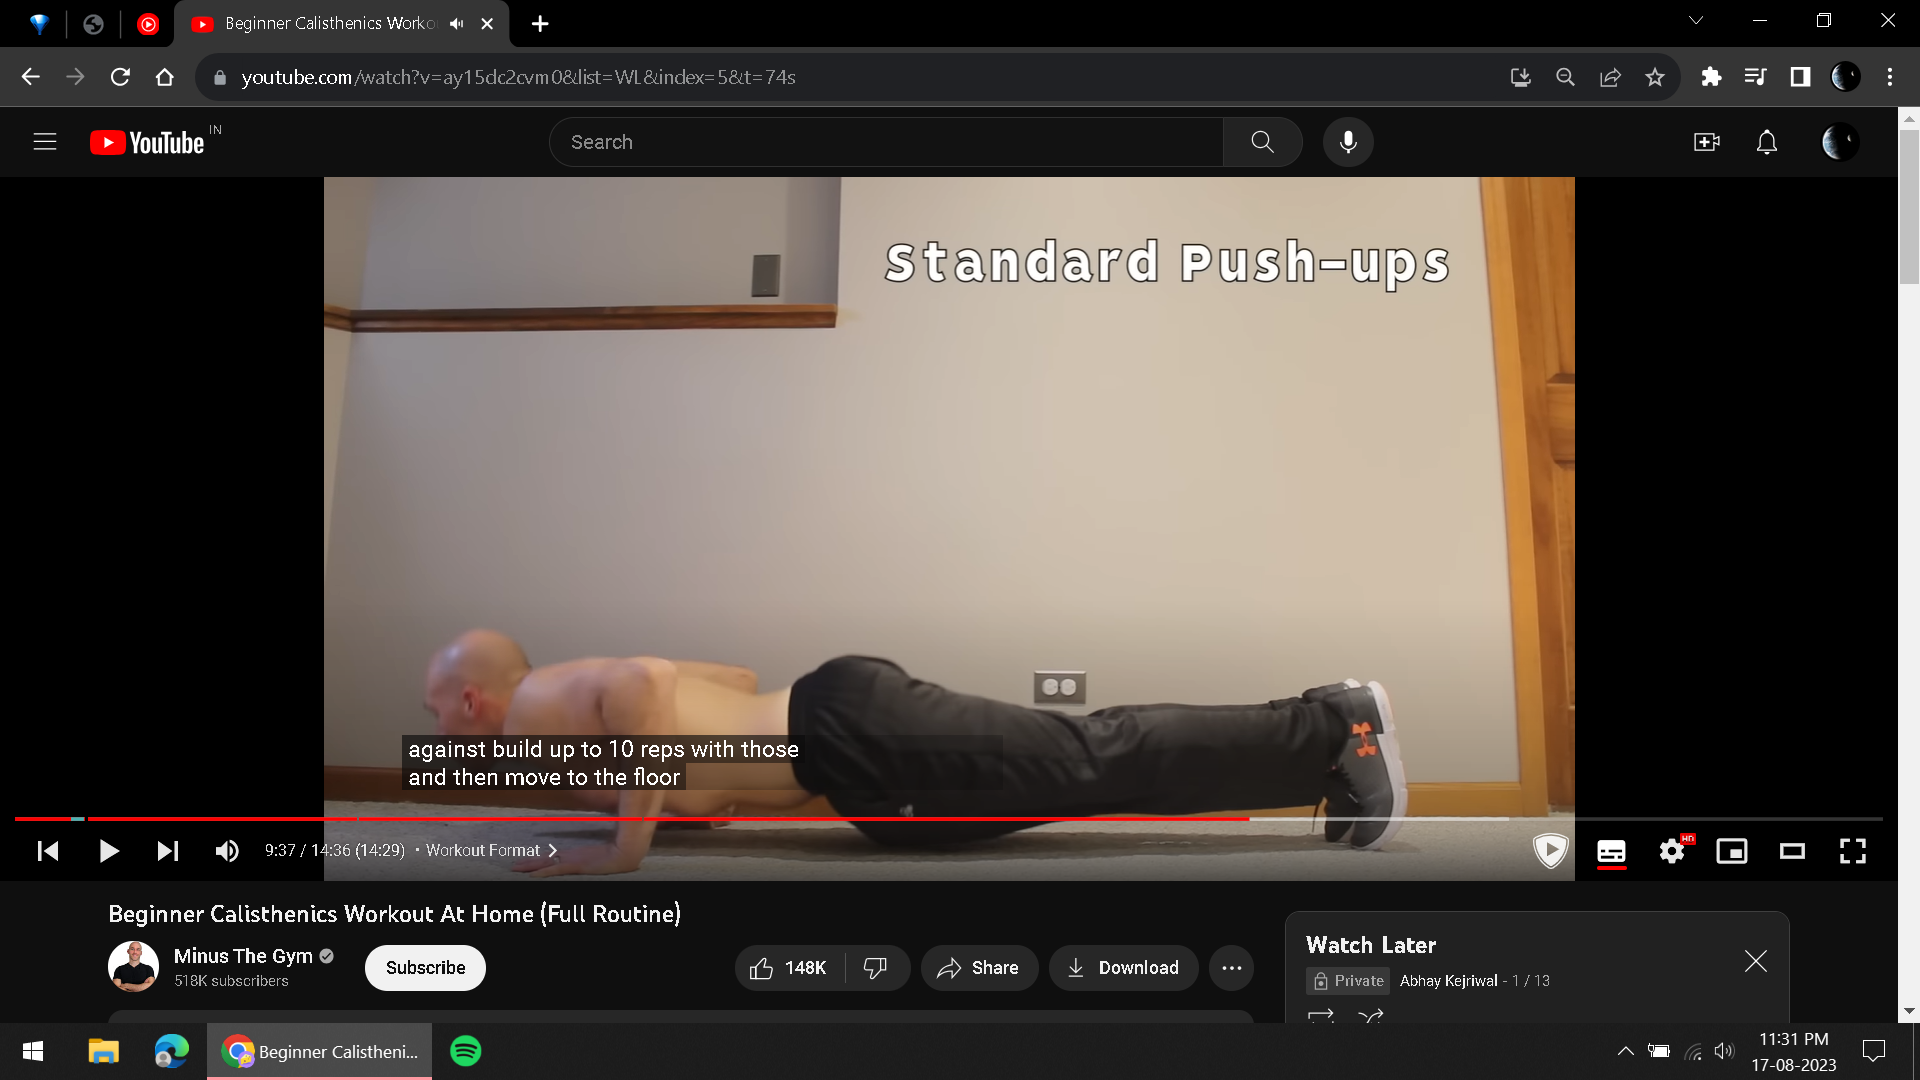 Beginner Calisthenics Worko
youtube.com/watch?v=ay15dc2cvm0&list=WL&index=5&t=74s
YouTube IN
Search
Standard Push-ups
against build up to 10 reps with those
and then move to the floor
9:37 / 14:36 (14:29) • Workout Format
HD
Beginner Calisthenics Workout At Home (Full Routine)
Minus The Gym
518K subscribers
Subscribe
148K
Share
Download
Watch Later
Private
Abhay Kejriwal - 1 / 13
Beginner Calistheni...
11:31 PM
17-08-2023